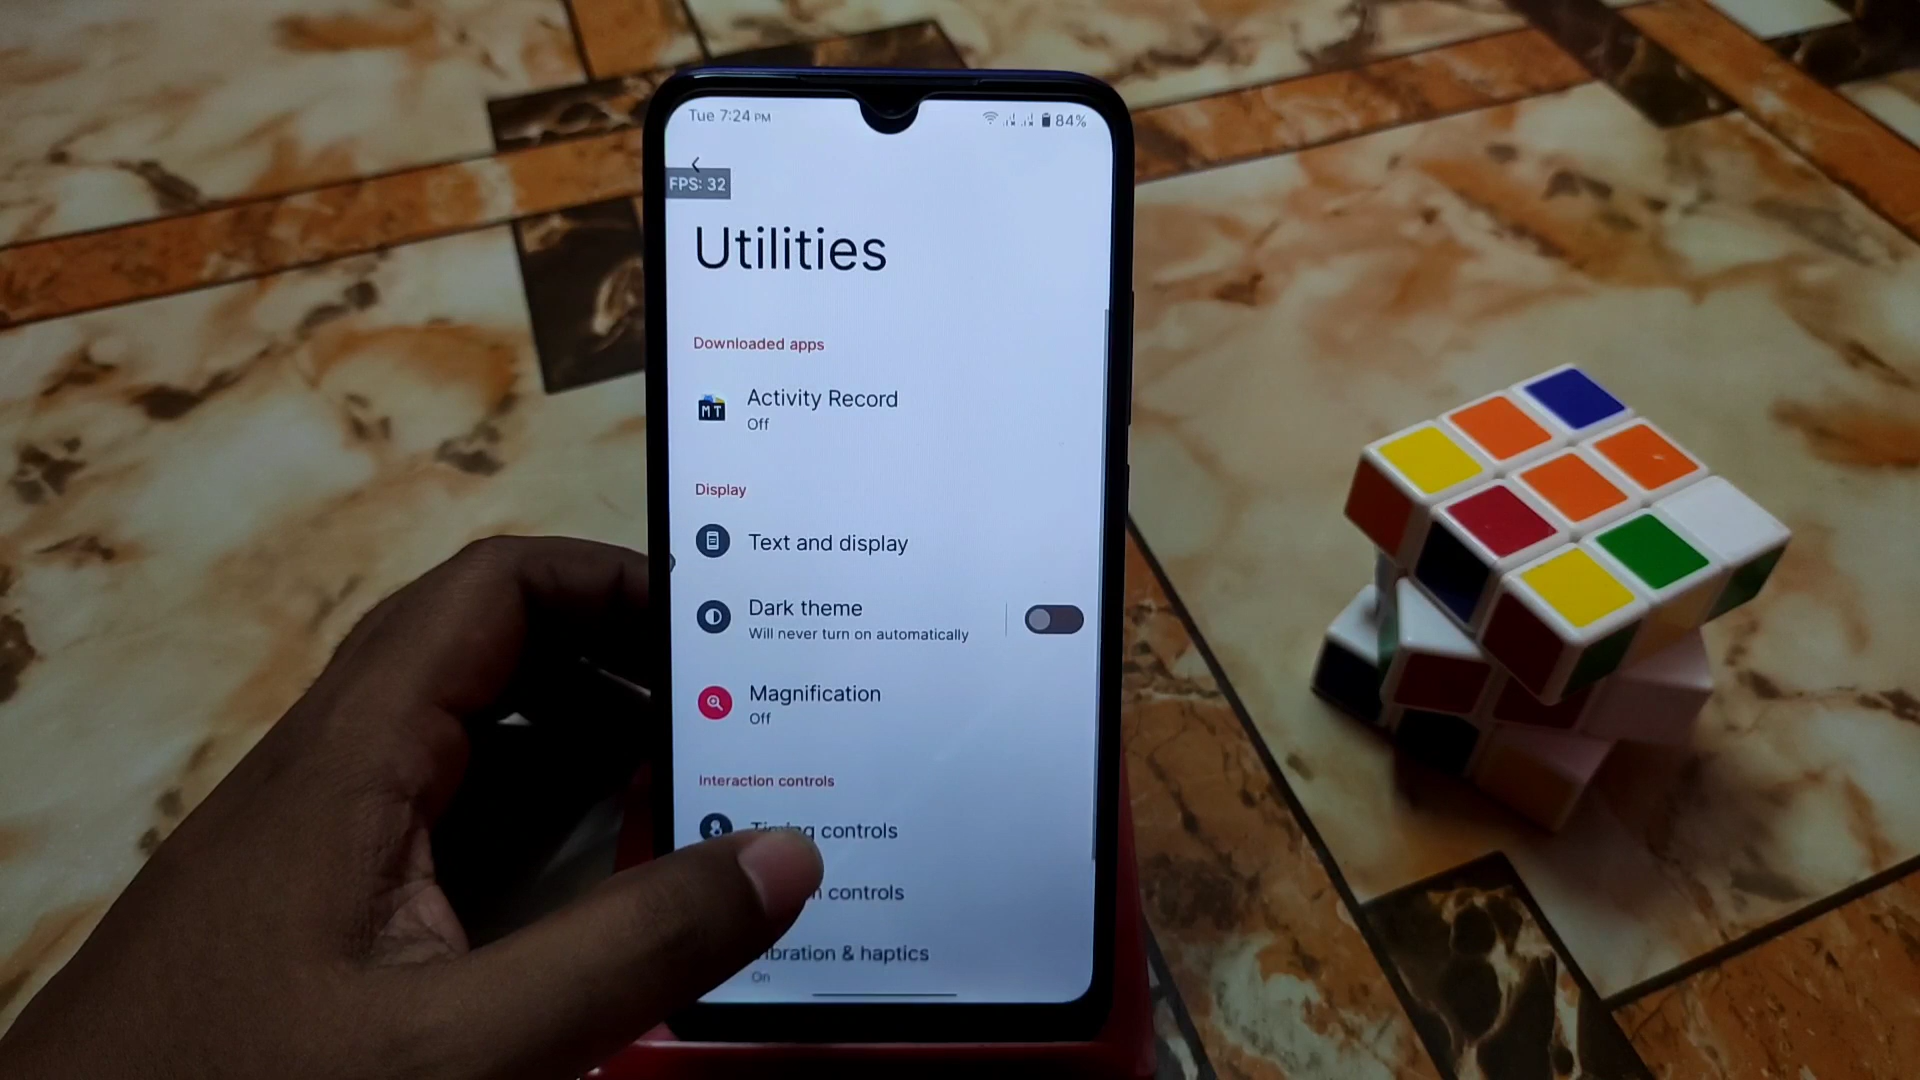 Tue 7:24 PM
84%
FPS: 32
Utilities
Downloaded apps
MT
Activity Record
Off
Display
Text and display
Dark theme
Will never turn on automatically
Magnification
Off
Interaction controls
Timing controls
controls
& haptics
On